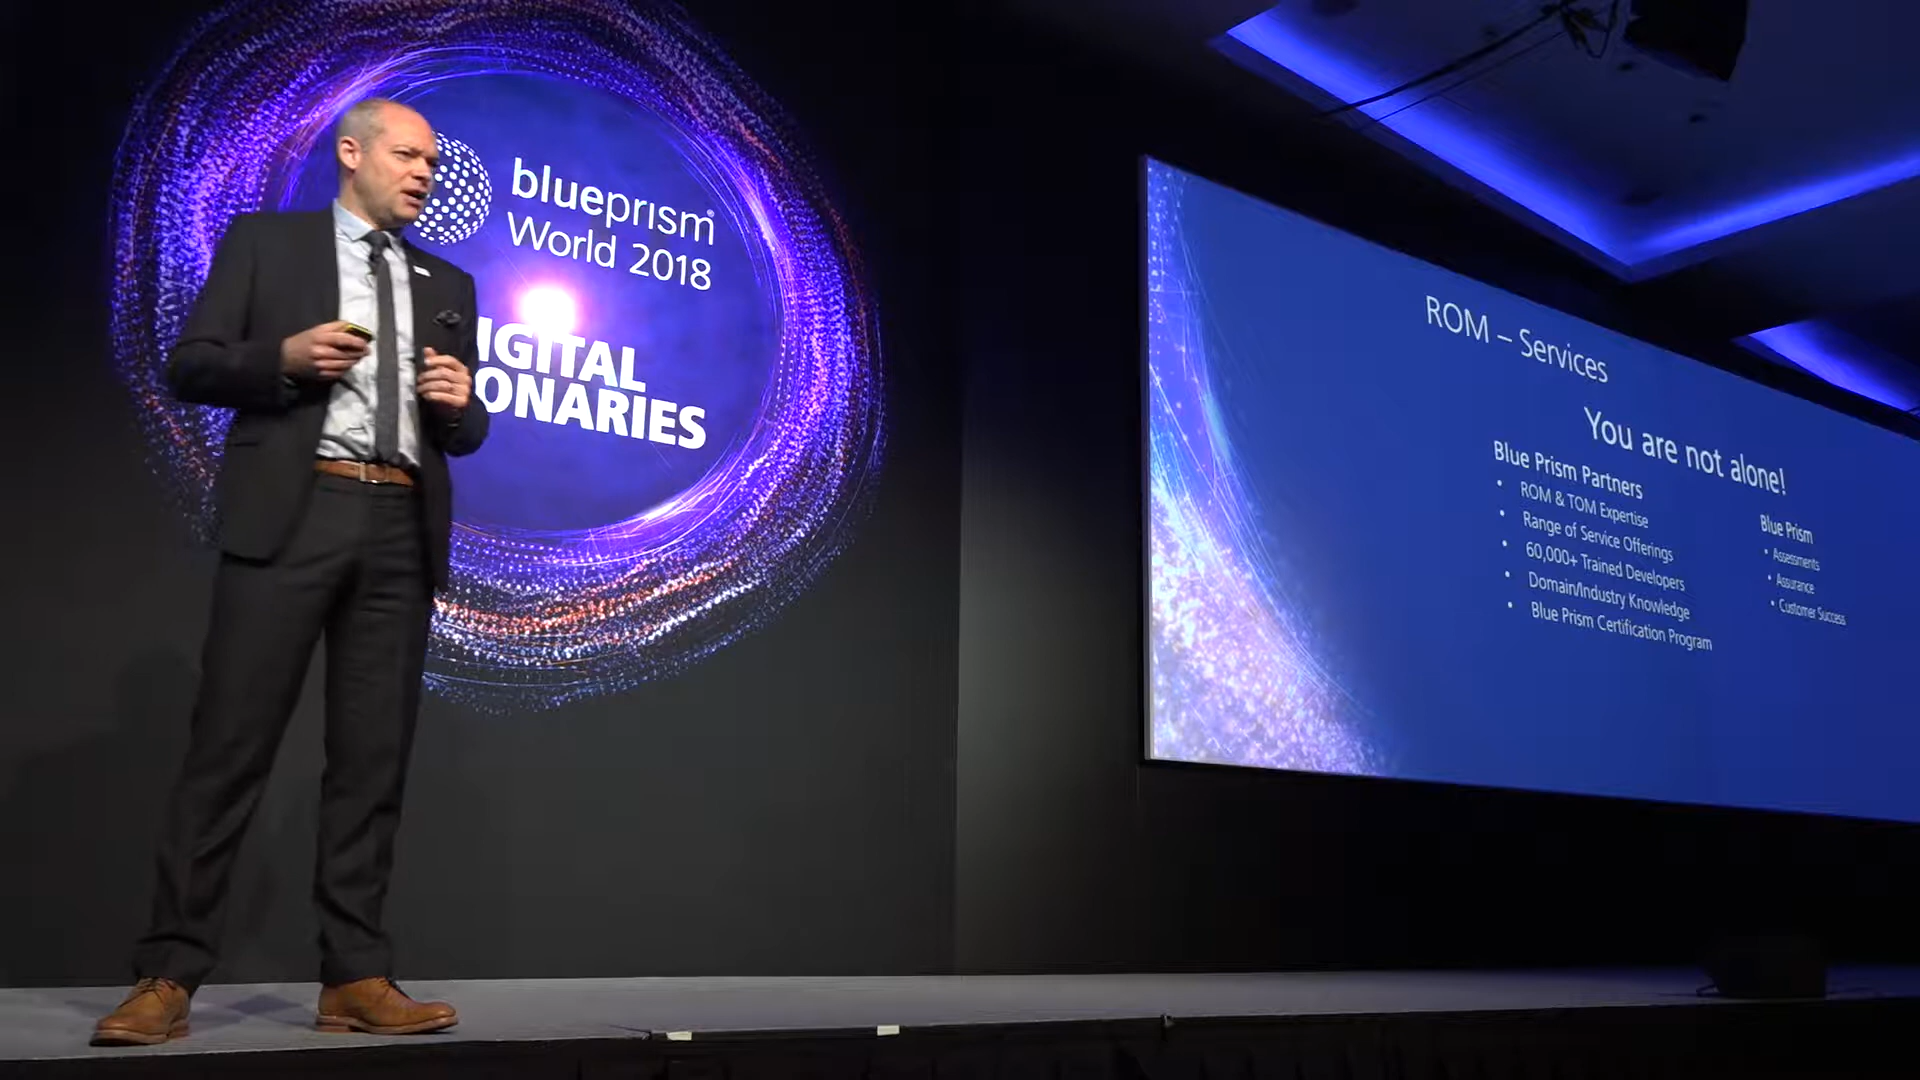 blueprism®
World 2018
IGITAL
ONARIES
ROM – Services
You are not alone!
Blue Prism Partners
• ROM & TOM Expertise
• Range of Service Offerings
• 60,000+ Trained Developers
• Domain/Industry Knowledge
• Blue Prism Certification Program
Blue Prism
• Assessments
• Assurance
• Customer Success